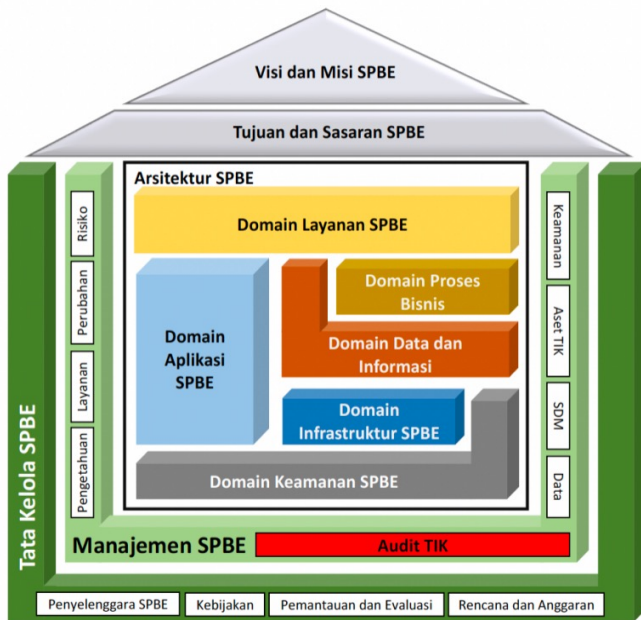 Visi dan Misi SPBE
Tujuan dan Sasaran SPBE
Arsitektur SPBE
Domain Layanan SPBE
Domain
Aplikasi
SPBE
Domain Proses
Bisnis
Domain Data dan
Informasi
Domain
Infrastruktur SPBE
Domain Keamanan SPBE
Risiko
Perubahan
Layanan
Pengetahuan
Keamanan
Aset TIK
SDM
Data
Manajemen SPBE
Audit TIK
Tata Kelola SPBE
Penyelenggara SPBE
Kebijakan
Pemantauan dan Evaluasi
Rencana dan Anggaran